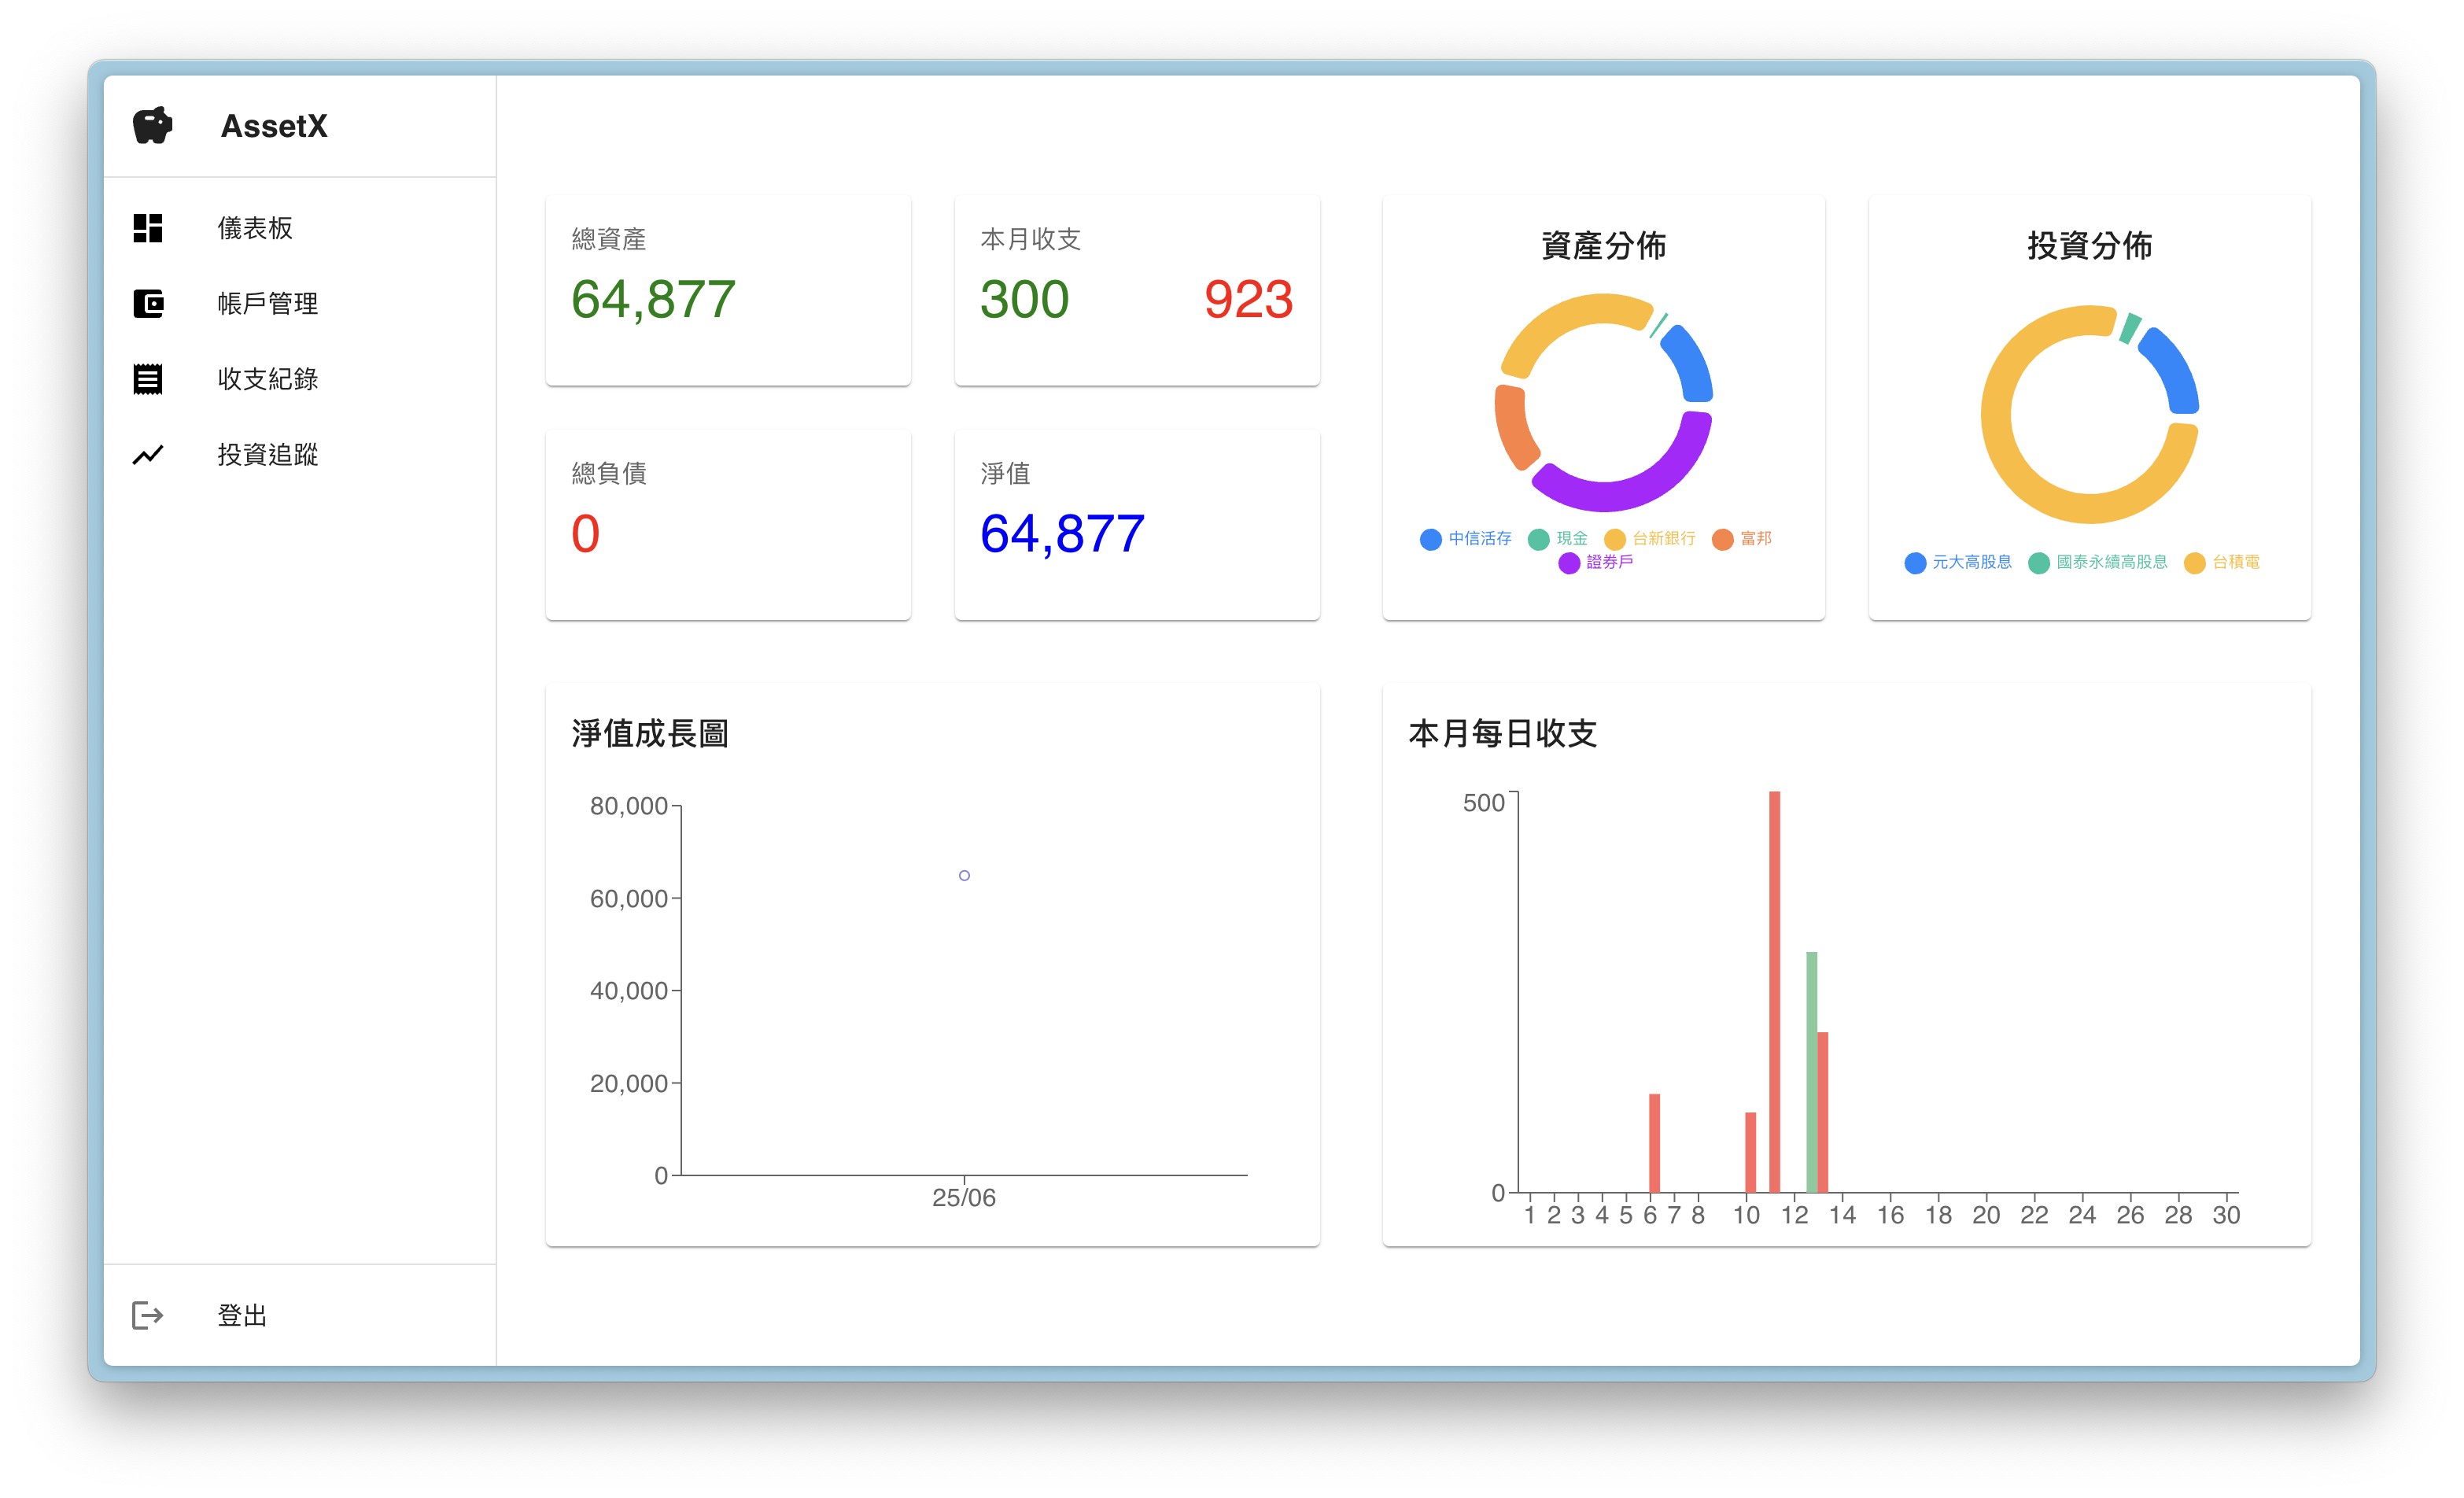 AssetX
儀表板
帳戶管理
收支紀錄
投資追蹤
登出
總資產
64,877
本月收支
300 923
總負債
0
淨值
64,877
資產分佈
中信活存 現金 台新銀行 富邦
證券戶
投資分佈
元大高股息 國泰永續高股息 台積電
淨值成長圖
80,000
60,000
40,000
20,000
0
25/06
本月每日收支
500
0
1 2 3 4 5 6 7 8 10 12 14 16 18 20 22 24 26 28 30